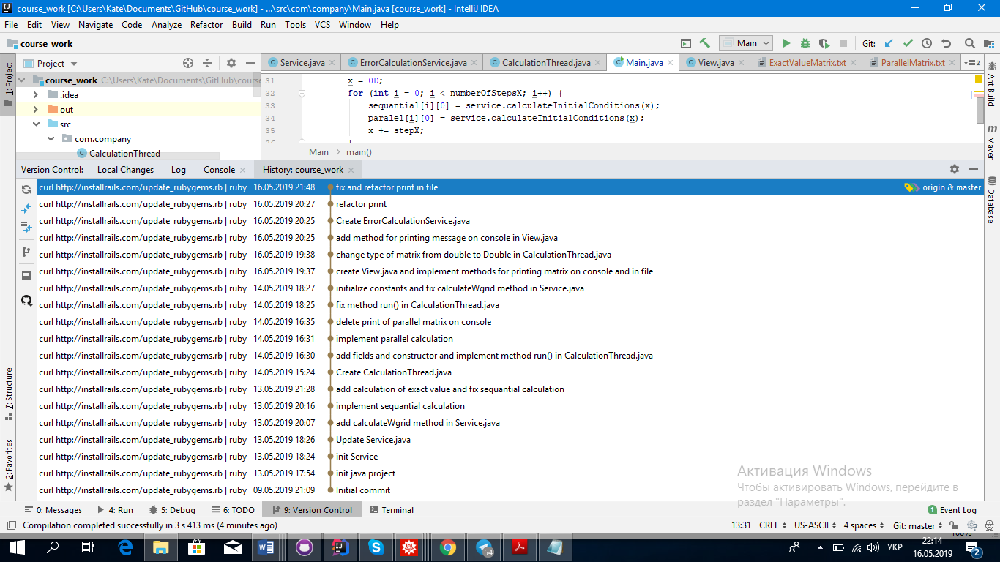 course_work [C:\Users\Kate\Documents\GitHub\course_work] - ...\src\com\company\Main.java [course_work] - IntelliJ IDEA
File Edit View Navigate Code Analyze Refactor Build Run Tools VCS Window Help
course_work Main Git:
1: Project
Project
Service.java ErrorCalculationService.java CalculationThread.java Main.java View.java ExactValueMatrix.txt ParallelMatrix.txt 2
course_work C:\Users\Kate\Documents\GitHub\cours
.idea
out
src
com.company
CalculationThread
31 x = 0D;
32 for (int i = 0; i < numberOfStepsX; i++) {
33 sequantial[i][0] = service.calculateInitialConditions(x);
34 paralel[i][0] = service.calculateInitialConditions(x);
35 x += stepX;
Main main()
Ant Build
Maven
Database
Version Control: Local Changes Log Console History: course_work
curl http://installrails.com/update_rubygems.rb | ruby 16.05.2019 21:48 fix and refactor print in file origin & master
curl http://installrails.com/update_rubygems.rb | ruby 16.05.2019 20:27 refactor print
curl http://installrails.com/update_rubygems.rb | ruby 16.05.2019 20:25 Create ErrorCalculationService.java
curl http://installrails.com/update_rubygems.rb | ruby 16.05.2019 20:25 add method for printing message on console in View.java
curl http://installrails.com/update_rubygems.rb | ruby 16.05.2019 19:38 change type of matrix from double to Double in CalculationThread.java
curl http://installrails.com/update_rubygems.rb | ruby 16.05.2019 19:37 create View.java and implement methods for printing matrix on console and in file
curl http://installrails.com/update_rubygems.rb | ruby 14.05.2019 18:27 initialize constants and fix calculateWgrid method in Service.java
curl http://installrails.com/update_rubygems.rb | ruby 14.05.2019 18:25 fix method run() in CalculationThread.java
curl http://installrails.com/update_rubygems.rb | ruby 14.05.2019 16:35 delete print of parallel matrix on console
curl http://installrails.com/update_rubygems.rb | ruby 14.05.2019 16:31 implement parallel calculation
curl http://installrails.com/update_rubygems.rb | ruby 14.05.2019 16:30 add fields and constructor and implement method run() in CalculationThread.java
curl http://installrails.com/update_rubygems.rb | ruby 14.05.2019 15:24 Create CalculationThread.java
curl http://installrails.com/update_rubygems.rb | ruby 13.05.2019 21:28 add calculation of exact value and fix sequantial calculation
curl http://installrails.com/update_rubygems.rb | ruby 13.05.2019 20:16 implement sequantial calculation
curl http://installrails.com/update_rubygems.rb | ruby 13.05.2019 20:07 add calculateWgrid method in Service.java
curl http://installrails.com/update_rubygems.rb | ruby 13.05.2019 18:26 Update Service.java
curl http://installrails.com/update_rubygems.rb | ruby 13.05.2019 18:24 init Service
curl http://installrails.com/update_rubygems.rb | ruby 13.05.2019 17:54 init java project
curl http://installrails.com/update_rubygems.rb | ruby 09.05.2019 21:09 Initial commit
7: Structure
2: Favorites
Активация Windows
Чтобы активировать Windows, перейдите в
раздел "Параметры".
0: Messages 4: Run 5: Debug 6: TODO 9: Version Control Terminal 1 Event Log
Compilation completed successfully in 3 s 413 ms (4 minutes ago) 13:31 CRLF US-ASCII 4 spaces Git: master
100%
64 УКР 22:14
16.05.2019 2